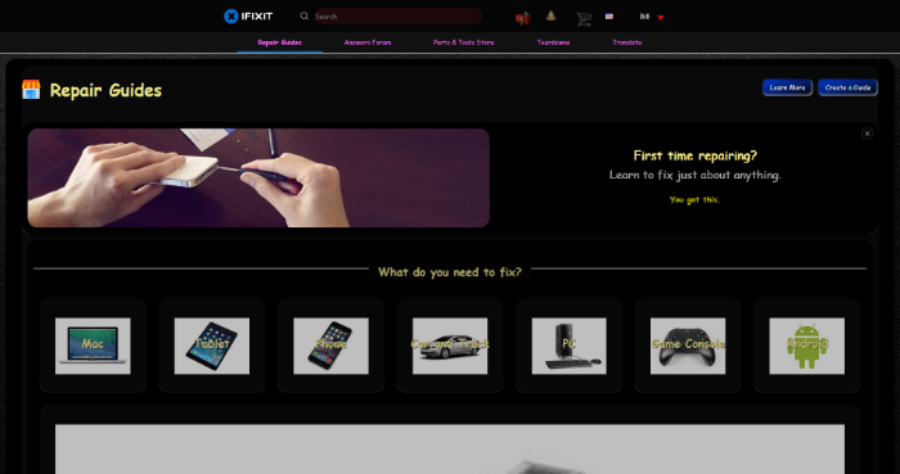 IFIXIT
Search
Bill
Repair Guides
Answers Forum
Parts & Tools Store
Teardowns
Translate
Repair Guides
Learn More
Create a Guide
First time repairing?
Learn to fix just about anything.
You got this.
What do you need to fix?
Mac
Tablet
Phone
Car and Truck
PC
Game Console
Android